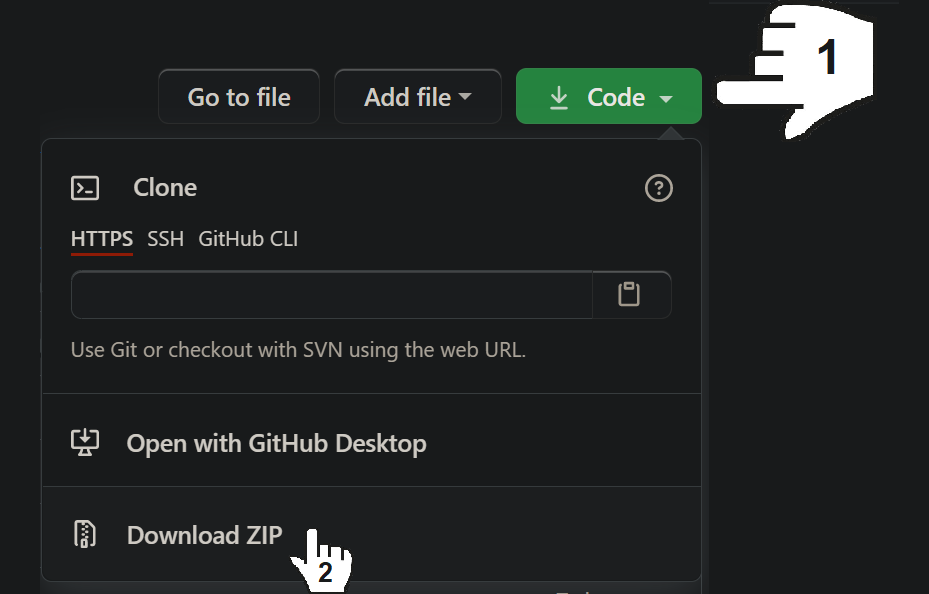 1
Go to file
Add file
Code
Clone
?
HTTPS SSH GitHub CLI
Use Git or checkout with SVN using the web URL.
Open with GitHub Desktop
Download ZIP
2